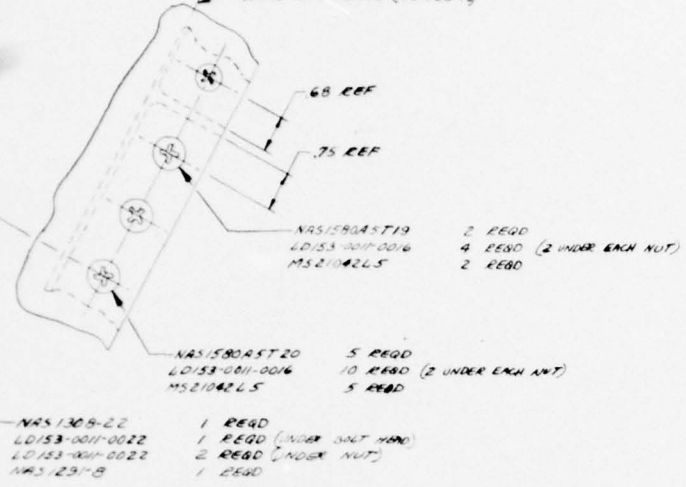 .68 REF
.75 REF
NAS1580A5T19 2 REQD
LD153-0011-0016 4 REQD (2 UNDER EACH NUT)
MS21042L5 2 REQD
NAS1580A5T20 5 REQD
LD153-0011-0016 10 REQD (2 UNDER EACH NUT)
MS21042L5 5 REQD
NAS1308-22 1 REQD
LD153-0011-0022 1 REQD (UNDER BOLT HEAD)
LD153-0011-0022 2 REQD (UNDER NUT)
NAS1291-8 1 REQD